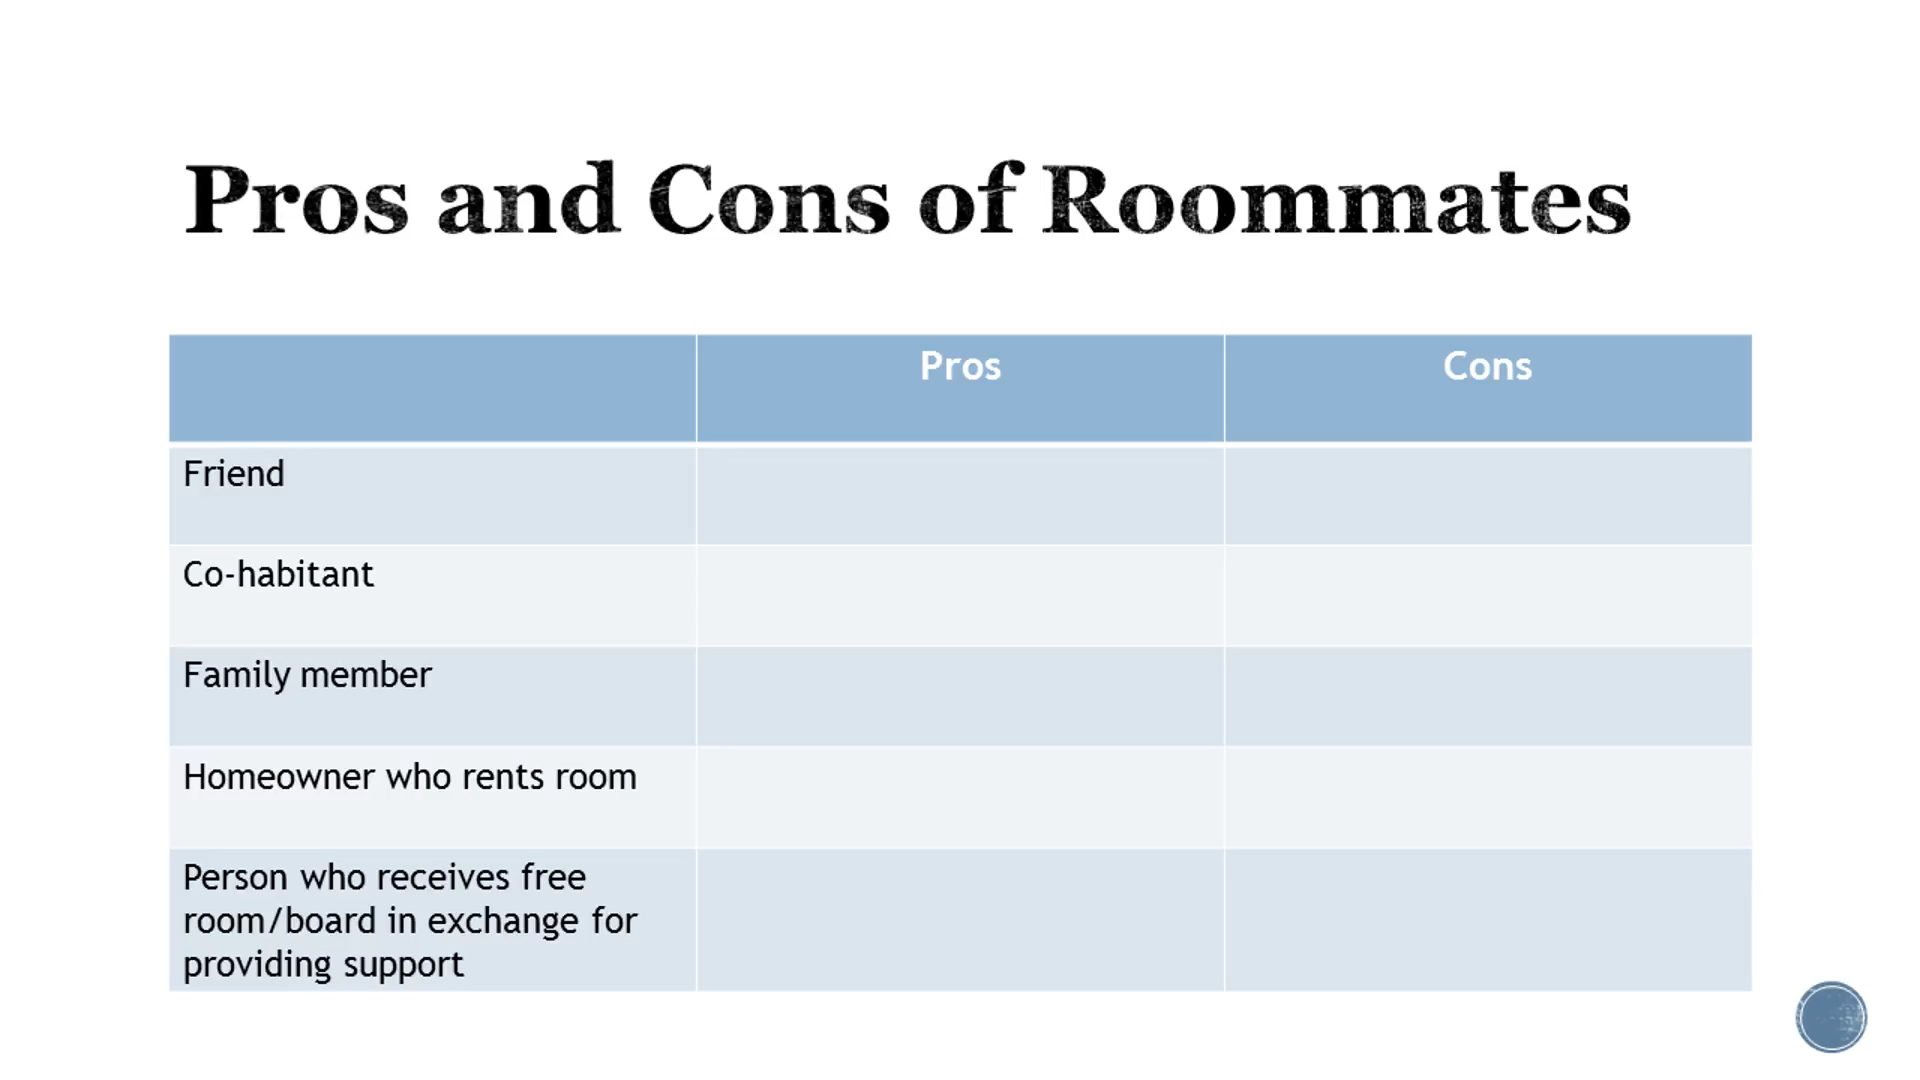 Pros and Cons of Roommates
Pros Cons
Friend
Co-habitant
Family member
Homeowner who rents room
Person who receives free
room/board in exchange for
providing support